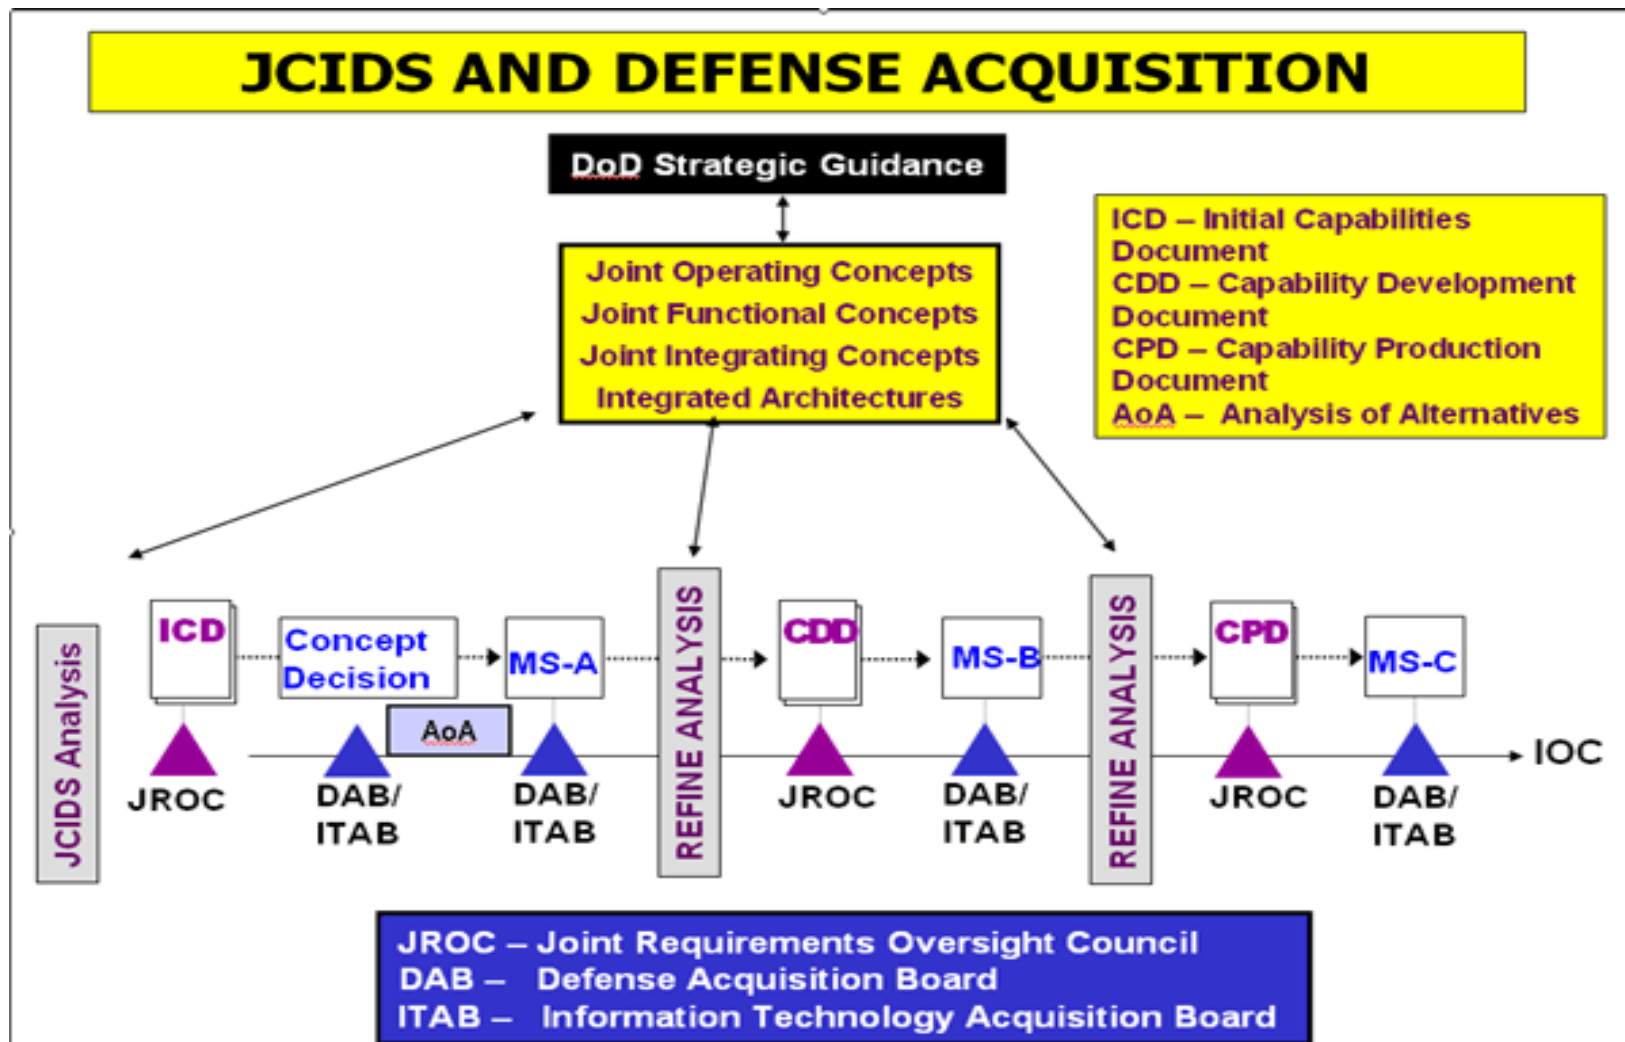 JCIDS AND DEFENSE ACQUISITION
DoD Strategic Guidance
Joint Operating Concepts
Joint Functional Concepts
Joint Integrating Concepts
Integrated Architectures
ICD – Initial Capabilities
Document
CDD – Capability Development
Document
CPD – Capability Production
Document
AoA – Analysis of Alternatives
JCIDS Analysis
ICD
Concept
Decision
MS-A
REFINE ANALYSIS
CDD
MS-B
REFINE ANALYSIS
CPD
MS-C
AoA
IOC
JROC
DAB/
ITAB
DAB/
ITAB
JROC
DAB/
ITAB
JROC
DAB/
ITAB
JROC – Joint Requirements Oversight Council
DAB – Defense Acquisition Board
ITAB – Information Technology Acquisition Board